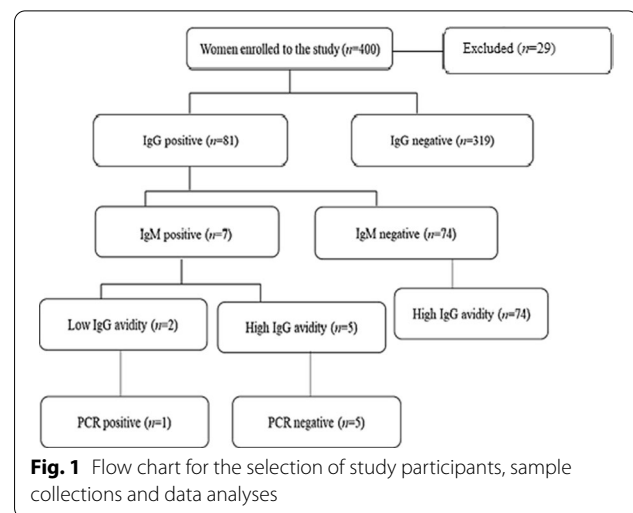 Women enrolled to the study (n=400)
Excluded (n=29)
IgG positive (n=81)
IgG negative (n=319)
IgM positive (n=7)
IgM negative (n=74)
Low IgG avidity (n=2)
High IgG avidity (n=5)
High IgG avidity (n=74)
PCR positive (n=1)
PCR negative (n=5)
Fig. 1 Flow chart for the selection of study participants, sample
collections and data analyses